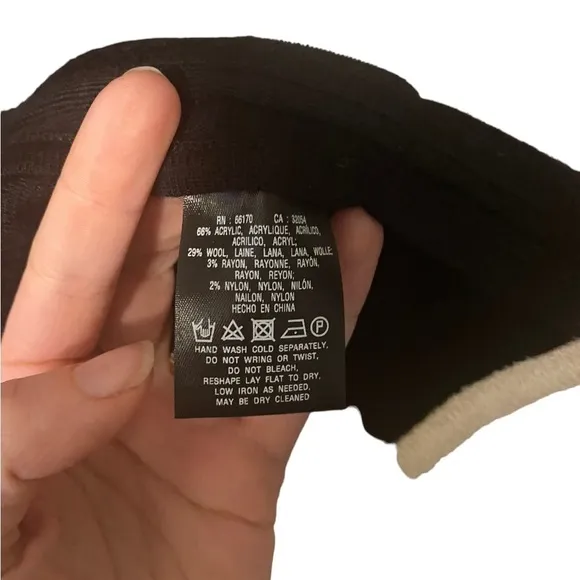 RN : 66170 CA : 32054
66% ACRYLIC, ACRYLIQUE, ACRÍLICO,
ACRILICO, ACRYL;
29% WOOL, LAINE, LANA, LANA, WOLLE;
3% RAYON, RAYONNE, RAYÓN,
RAYON, REYON;
2% NYLON, NYLON, NILÓN,
NAILON, NYLON
HECHO EN CHINA
HAND WASH COLD SEPARATELY.
DO NOT WRING OR TWIST.
DO NOT BLEACH,
RESHAPE LAY FLAT TO DRY.
LOW IRON AS NEEDED.
MAY BE DRY CLEANED